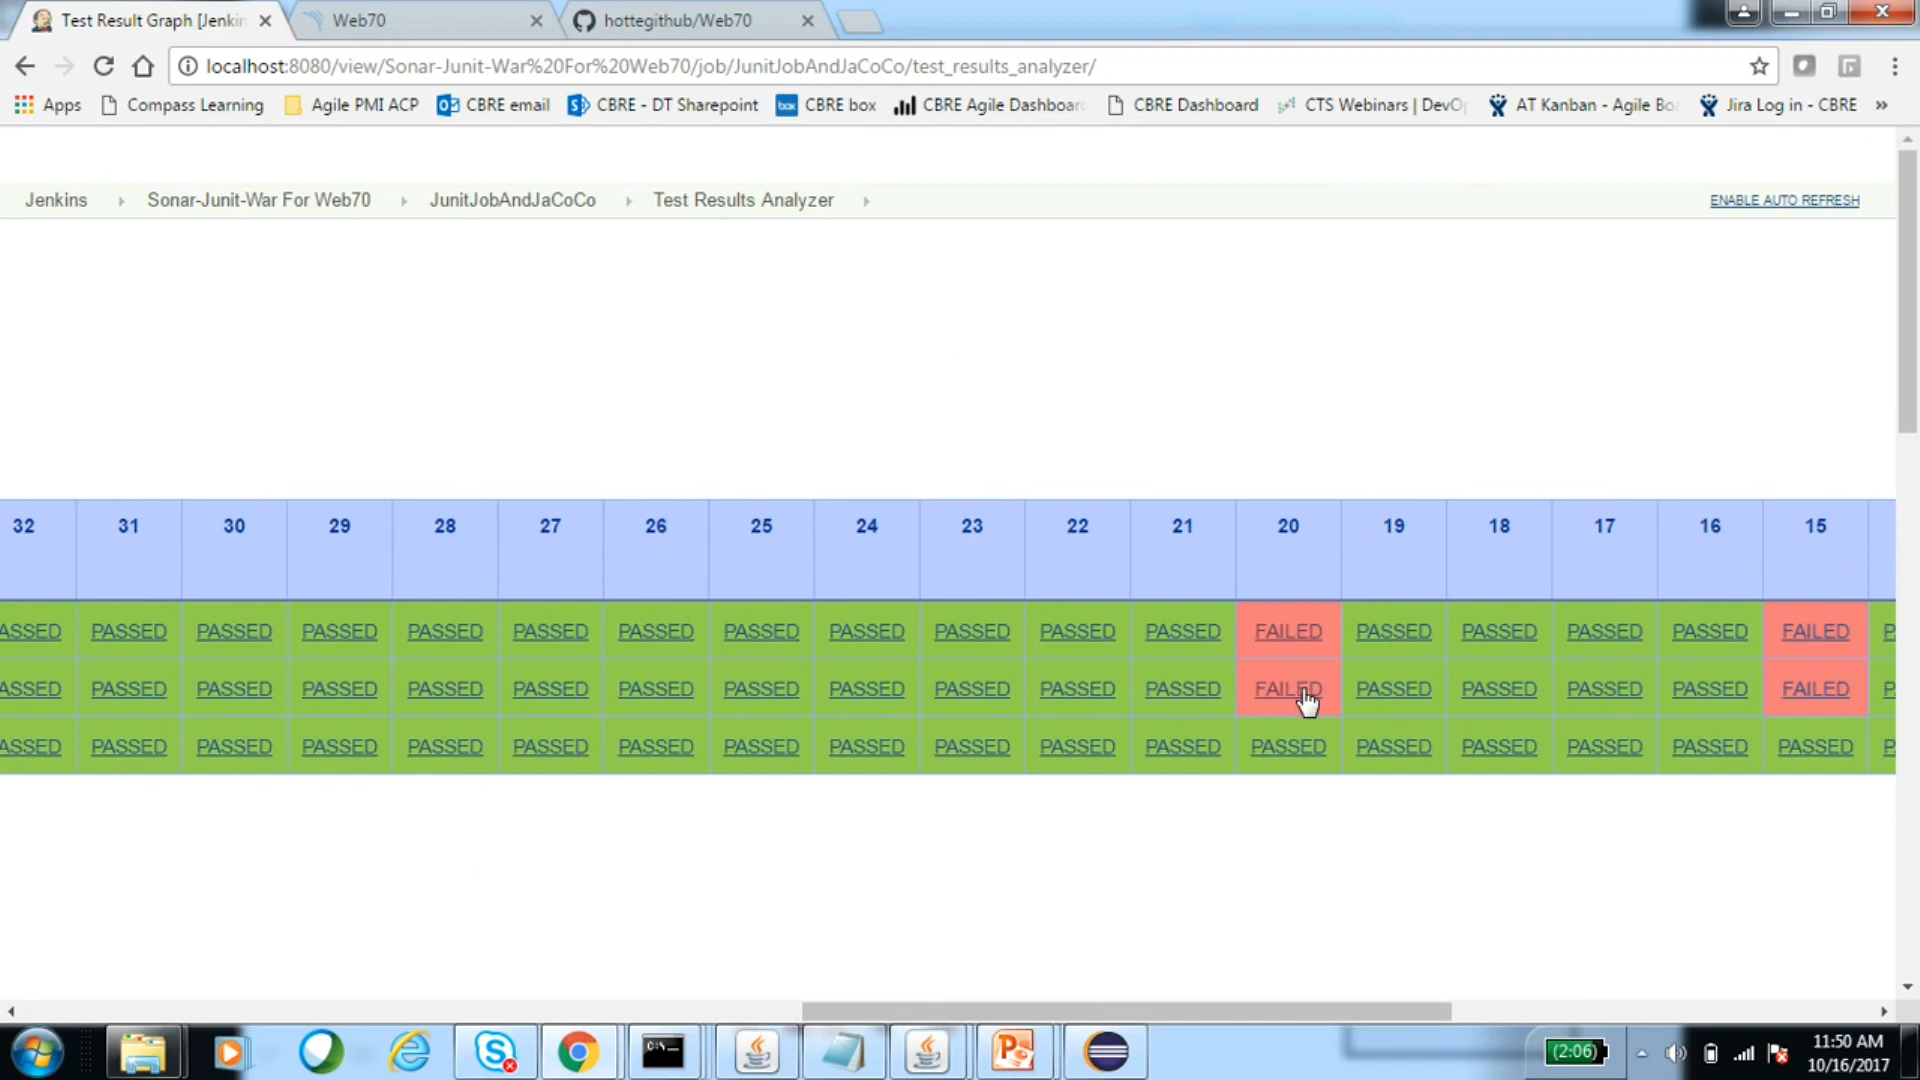 Test Result Graph [Jenkin
Web70
hottegithub/Web70
localhost:8080/view/Sonar-Junit-War%20For%20Web70/job/JunitJobAndJaCoCo/test_results_analyzer/
Apps Compass Learning Agile PMI ACP CBRE email CBRE - DT Sharepoint CBRE box CBRE Agile Dashboar CBRE Dashboard CTS Webinars | DevO AT Kanban - Agile Bo Jira Log in - CBRE »
Jenkins Sonar-Junit-War For Web70 JunitJobAndJaCoCo Test Results Analyzer ENABLE AUTO REFRESH
32 31 30 29 28 27 26 25 24 23 22 21 20 19 18 17 16 15
ASSED PASSED PASSED PASSED PASSED PASSED PASSED PASSED PASSED PASSED PASSED PASSED FAILED PASSED PASSED PASSED PASSED FAILED P
ASSED PASSED PASSED PASSED PASSED PASSED PASSED PASSED PASSED PASSED PASSED PASSED FAILED PASSED PASSED PASSED PASSED FAILED P
ASSED PASSED PASSED PASSED PASSED PASSED PASSED PASSED PASSED PASSED PASSED PASSED PASSED PASSED PASSED PASSED PASSED PASSED P
(2:06)
11:50 AM
10/16/2017